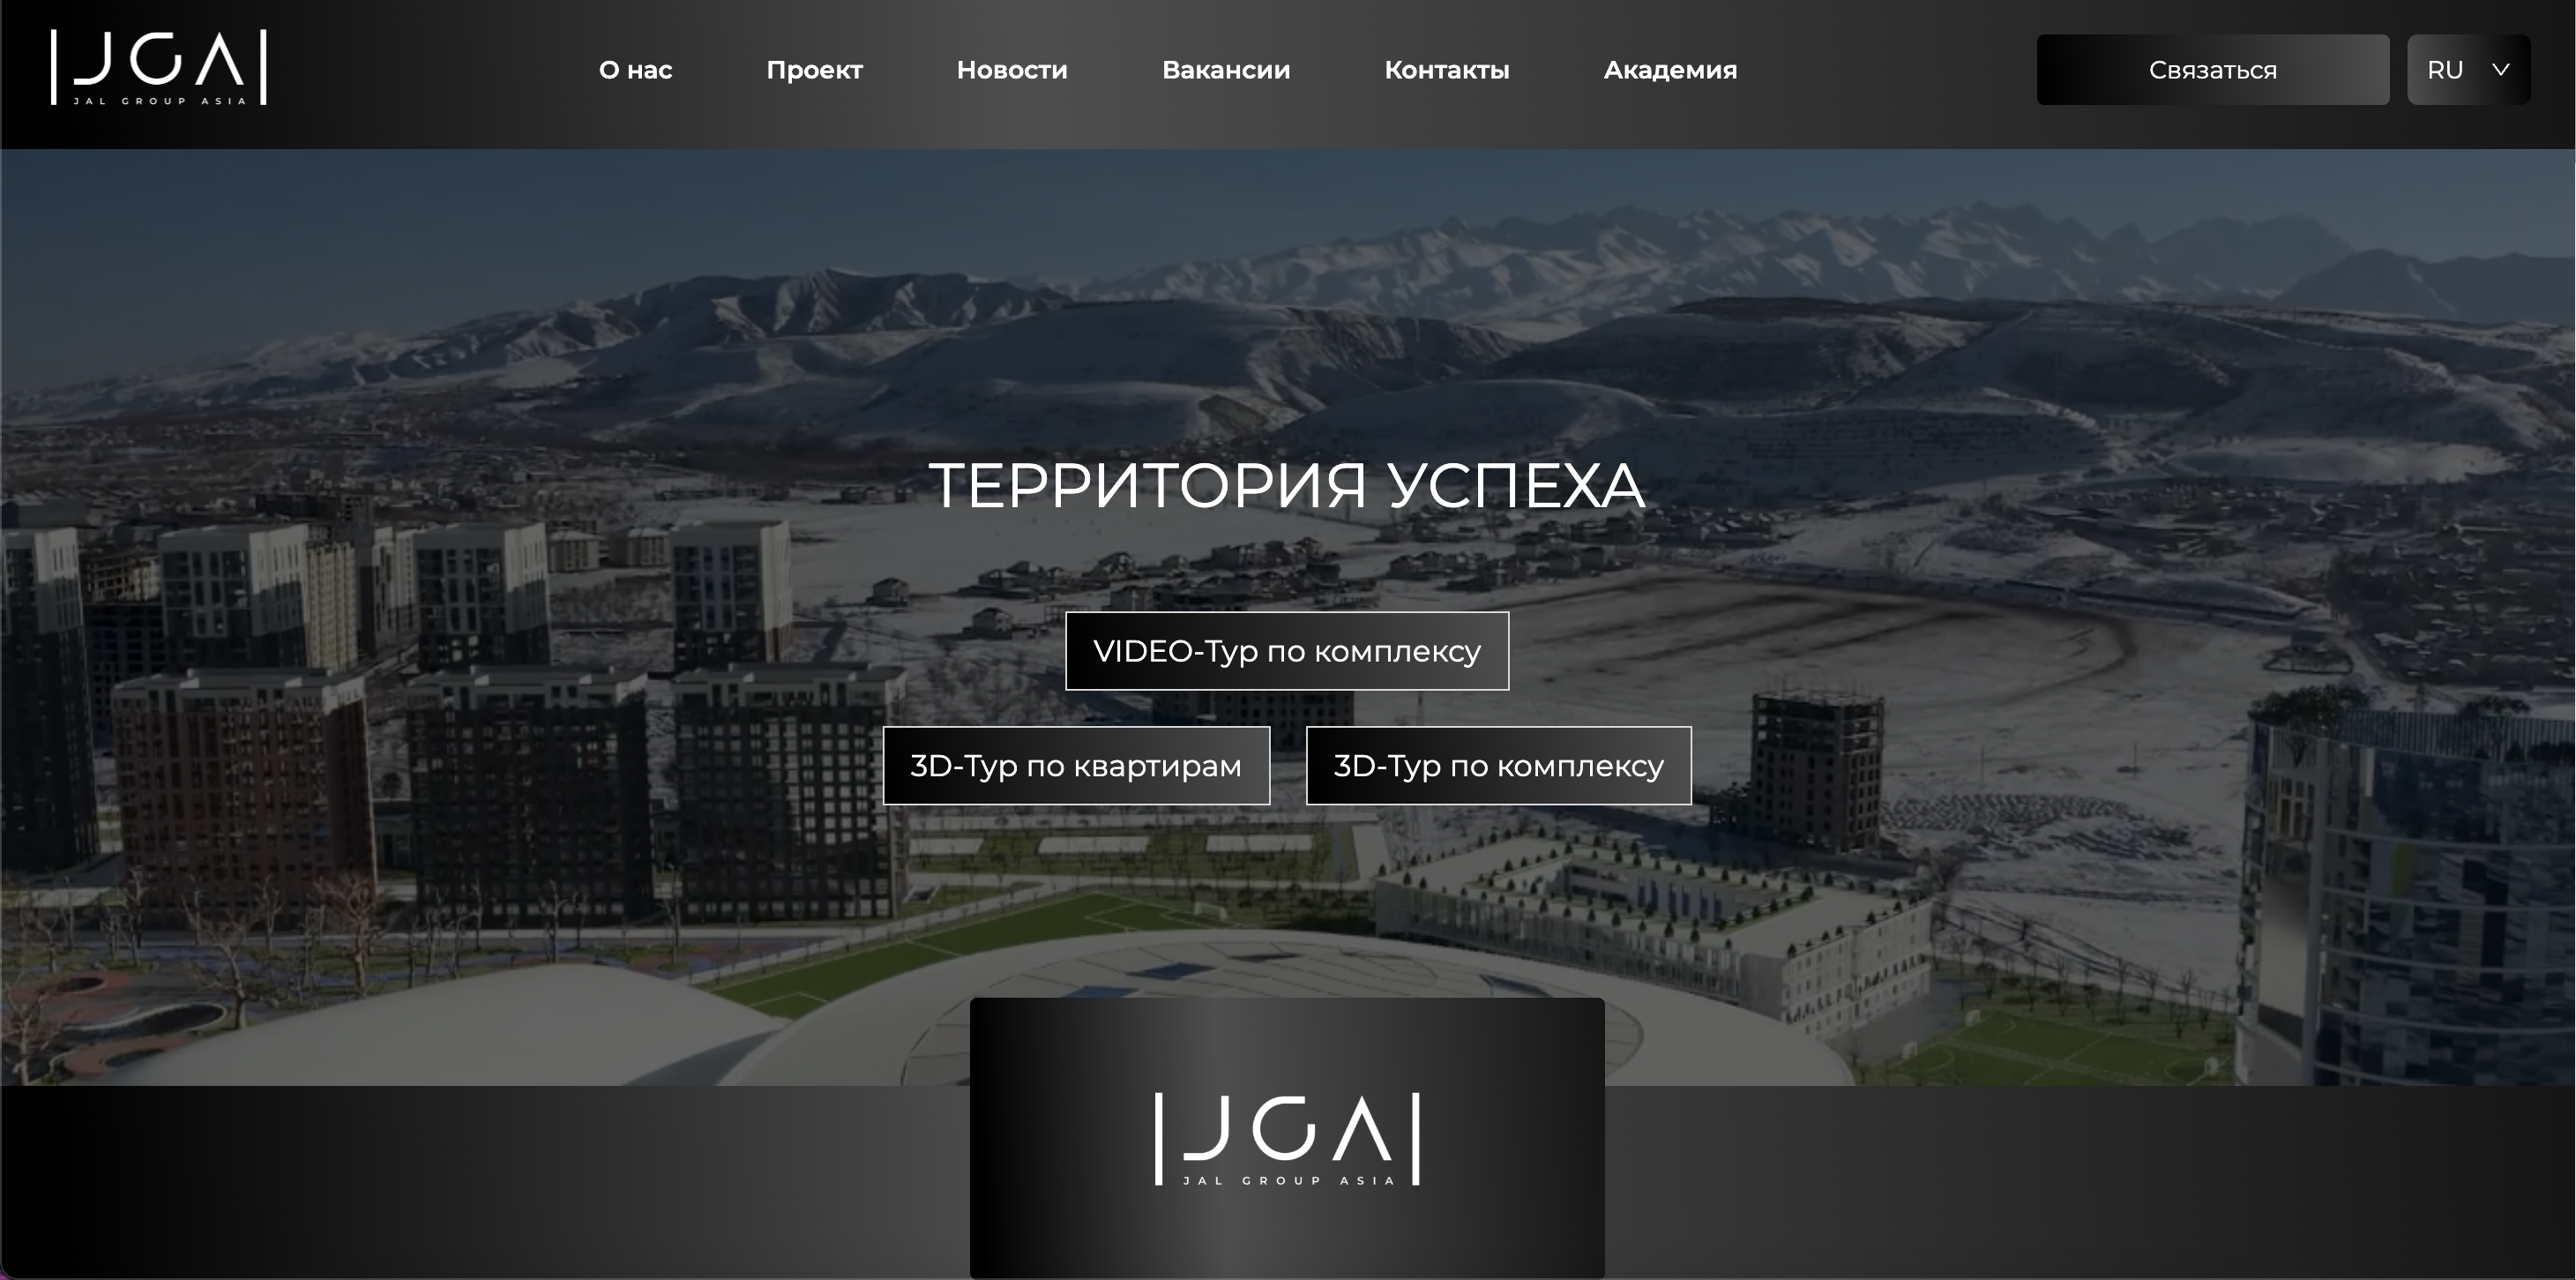 JGA
JAL GROUP ASIA
О нас
Проект
Новости
Вакансии
Контакты
Академия
Связаться
RU
ТЕРРИТОРИЯ УСПЕХА
VIDEO-Тур по комплексу
3D-Тур по квартирам
3D-Тур по комплексу
JGA
JAL GROUP ASIA